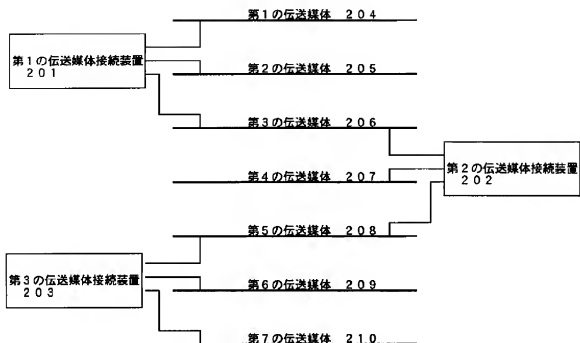 第1の伝送媒体 204
第1の伝送媒体接続装置
201
第2の伝送媒体 205
第3の伝送媒体 206
第2の伝送媒体接続装置
202
第4の伝送媒体 207
第5の伝送媒体 208
第3の伝送媒体接続装置
203
第6の伝送媒体 209
第7の伝送媒体 210